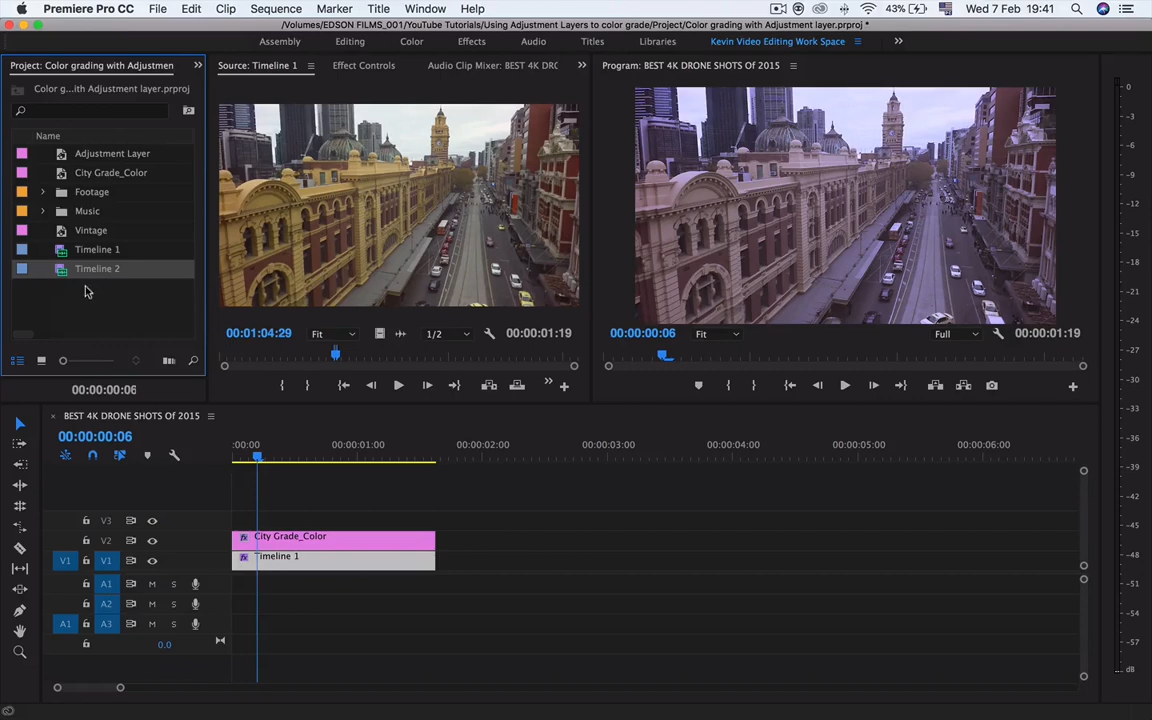 Premiere Pro CC File Edit Clip Sequence Marker Title Window Help 43% Wed 7 Feb 19:41
/Volumes/EDSON FILMS_001/YouTube Tutorials/Using Adjustment Layers to color grade/Project/Color grading with Adjustment layer.prproj *
Assembly Editing Color Effects Audio Titles Libraries Kevin Video Editing Work Space
Project: Color grading with Adjustmen
Color g...ith Adjustment layer.prproj
Name
Adjustment Layer
City Grade_Color
Footage
Music
Vintage
Timeline 1
Timeline 2
00:00:00:06
Source: Timeline 1 Effect Controls Audio Clip Mixer: BEST 4K DRC
00:01:04:29 Fit 1/2 00:00:01:19
Program: BEST 4K DRONE SHOTS Of 2015
00:00:00:06 Fit Full 00:00:01:19
BEST 4K DRONE SHOTS Of 2015
00:00:00:06
:00:00 00:00:01:00 00:00:02:00 00:00:03:00 00:00:04:00 00:00:05:00 00:00:06:00
V3
V2 City Grade_Color
V1 V1 Timeline 1
A1 M S
A2 M S
A1 A3 M S
0.0
0
-3
-6
-9
-12
-15
-18
-21
-24
-27
-30
-33
-36
-39
-42
-45
-48
-51
-54
-57
dB